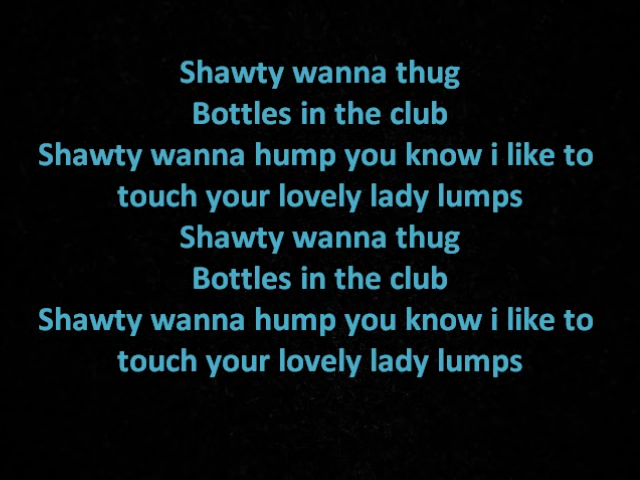 Shawty wanna thug
Bottles in the club
Shawty wanna hump you know i like to
touch your lovely lady lumps
Shawty wanna thug
Bottles in the club
Shawty wanna hump you know i like to
touch your lovely lady lumps